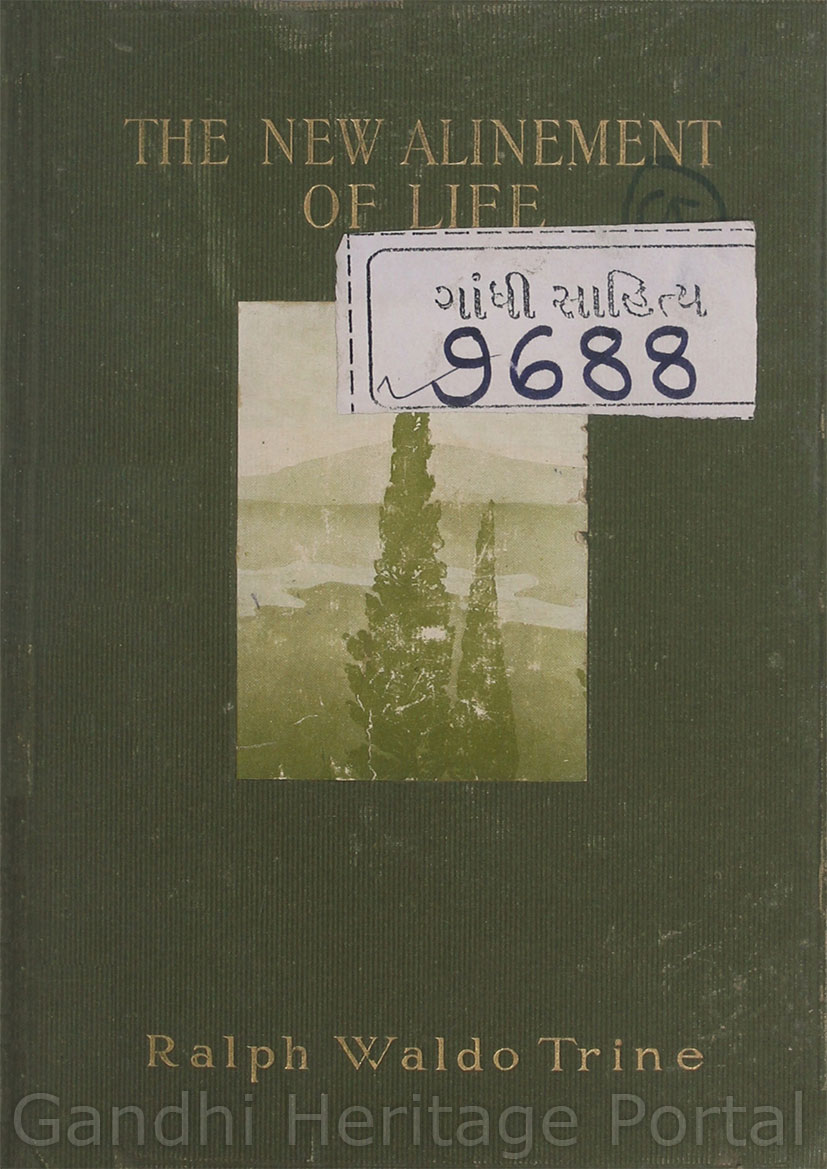 THE NEW ALINEMENT
OF LIFE
ગાંધી સાહિત્ય
9688
Ralph Waldo Trine
Gandhi Heritage Portal